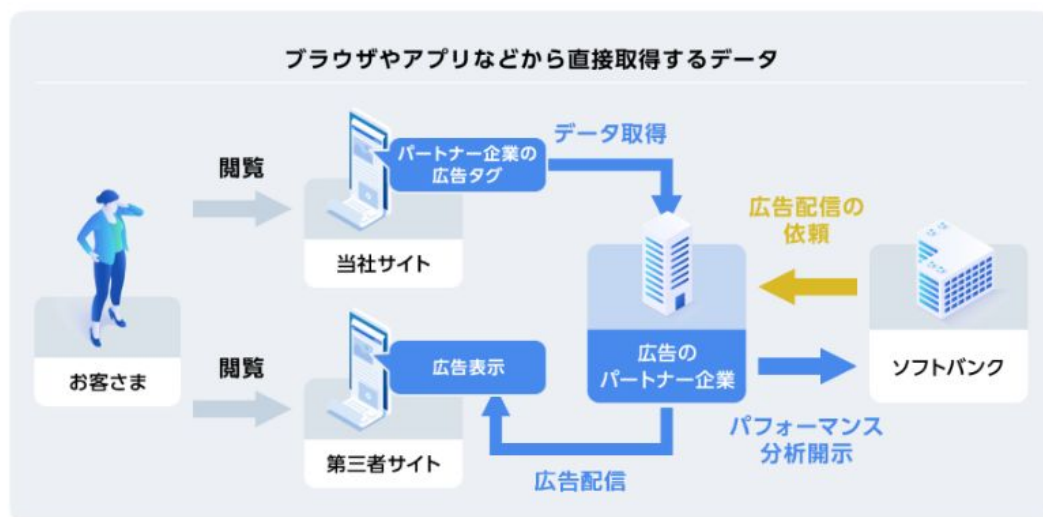 ブラウザやアプリなどから直接取得するデータ
閲覧
パートナー企業の
広告タグ
データ取得
当社サイト
広告配信の
依頼
お客さま
閲覧
広告表示
第三者サイト
広告の
パートナー企業
ソフトバンク
広告配信
パフォーマンス
分析開示